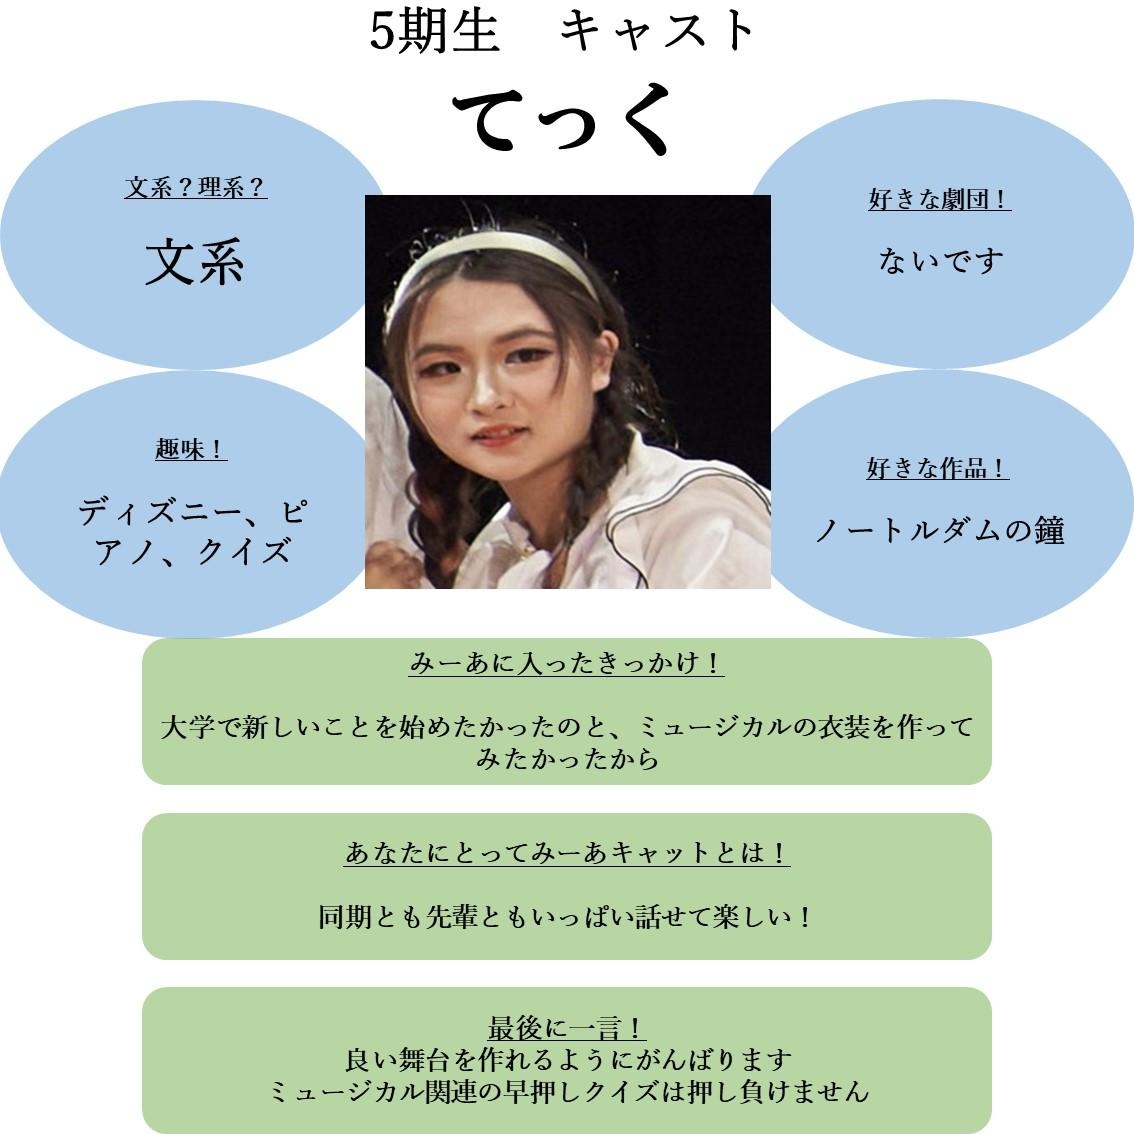 5期生　キャスト
てっく
文系？理系？
文系
好きな劇団！
ないです
趣味！
ディズニー、ピ
アノ、クイズ
好きな作品！
ノートルダムの鐘
みーあに入ったきっかけ！
大学で新しいことを始めたかったのと、ミュージカルの衣装を作って
みたかったから
あなたにとってみーあキャットとは！
同期とも先輩ともいっぱい話せて楽しい！
最後に一言！
良い舞台を作れるようにがんばります
ミュージカル関連の早押しクイズは押し負けません